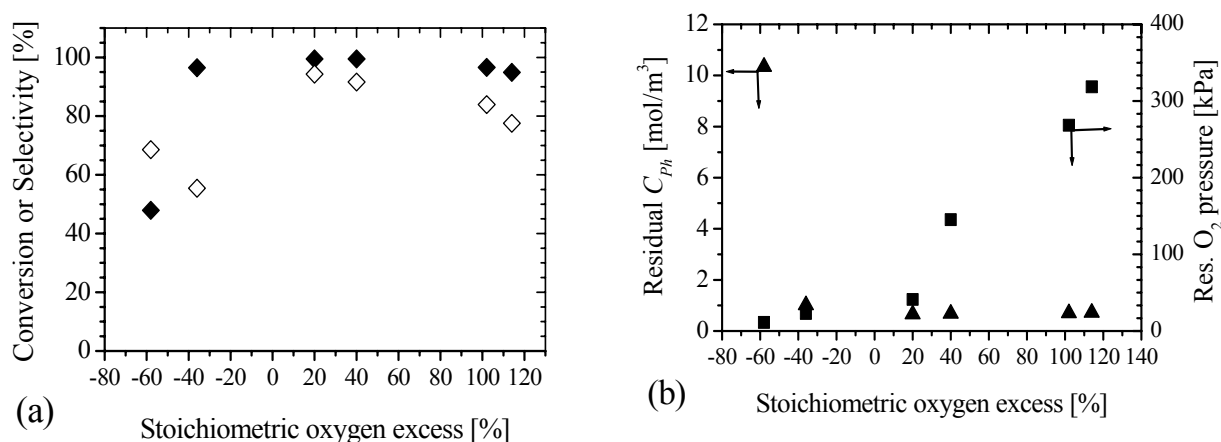 Conversion or Selectivity [%]
100
80
60
40
20
0
-80 -60 -40 -20 0 20 40 60 80 100 120
Stoichiometric oxygen excess [%]
(a)
Residual C_Ph [mol/m³]
12
10
8
6
4
2
0
-80 -60 -40 -20 0 20 40 60 80 100 120 140
400
300
200
100
0
Res. O₂ pressure [kPa]
Stoichiometric oxygen excess [%]
(b)